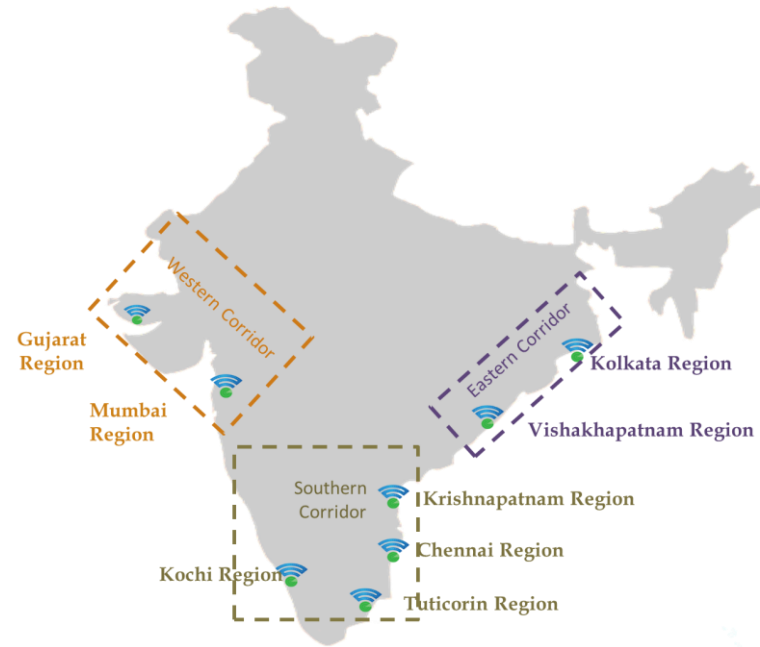 Western Corridor
Gujarat
Region
Mumbai
Region
Eastern Corridor
Kolkata Region
Vishakhapatnam Region
Southern
Corridor
Krishnapatnam Region
Chennai Region
Kochi Region
Tuticorin Region